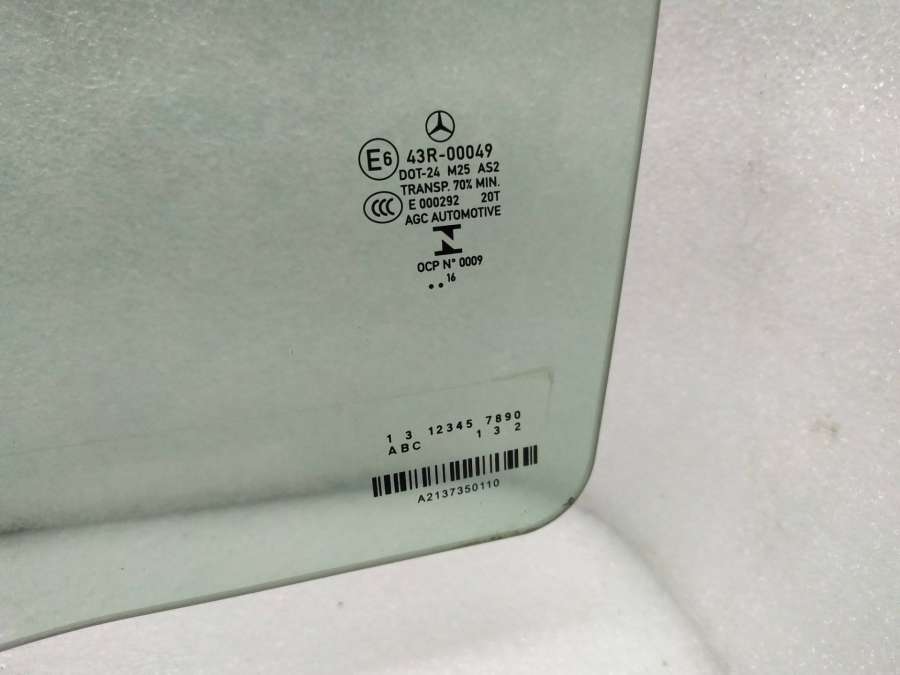 E6 43R-00049
DOT-24 M25 AS2
TRANSP. 70% MIN.
CCC E 000292 20T
AGC AUTOMOTIVE
N
OCP N° 0009
.. 16
1 3 12345 7890
ABC 1 3 2
A2137350110